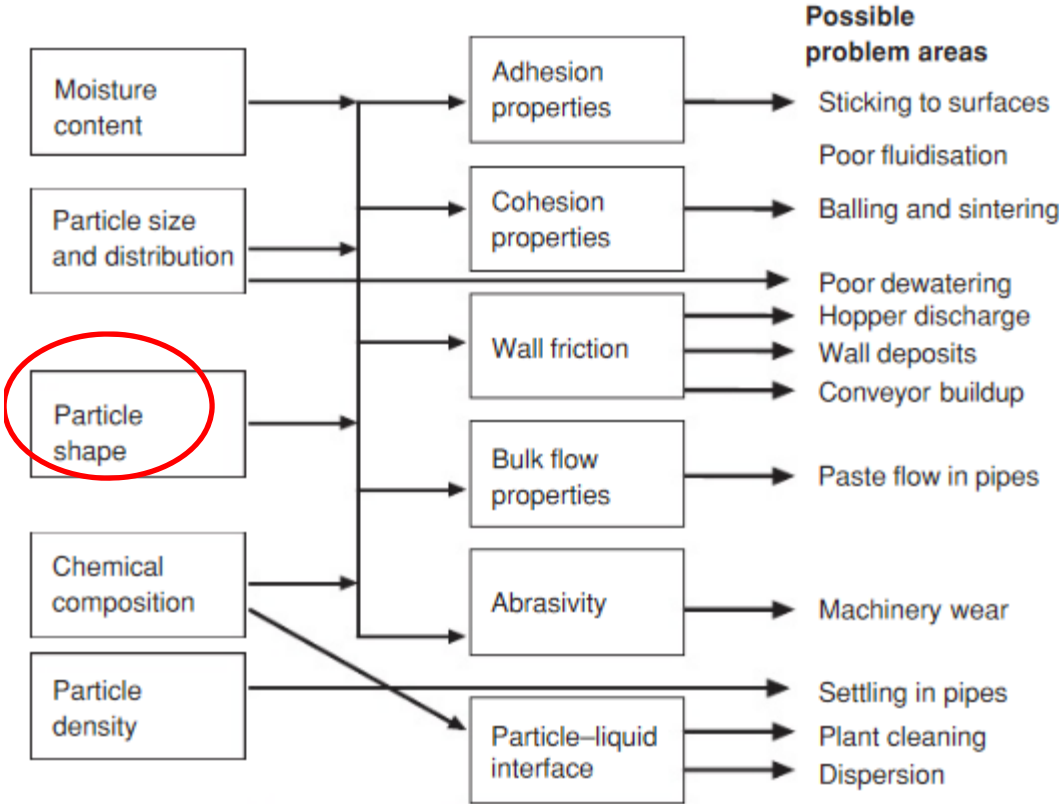 Possible
problem areas
Moisture
content
Particle size
and distribution
Particle
shape
Chemical
composition
Particle
density
Adhesion
properties
Cohesion
properties
Wall friction
Bulk flow
properties
Abrasivity
Particle–liquid
interface
Sticking to surfaces
Poor fluidisation
Balling and sintering
Poor dewatering
Hopper discharge
Wall deposits
Conveyor buildup
Paste flow in pipes
Machinery wear
Settling in pipes
Plant cleaning
Dispersion